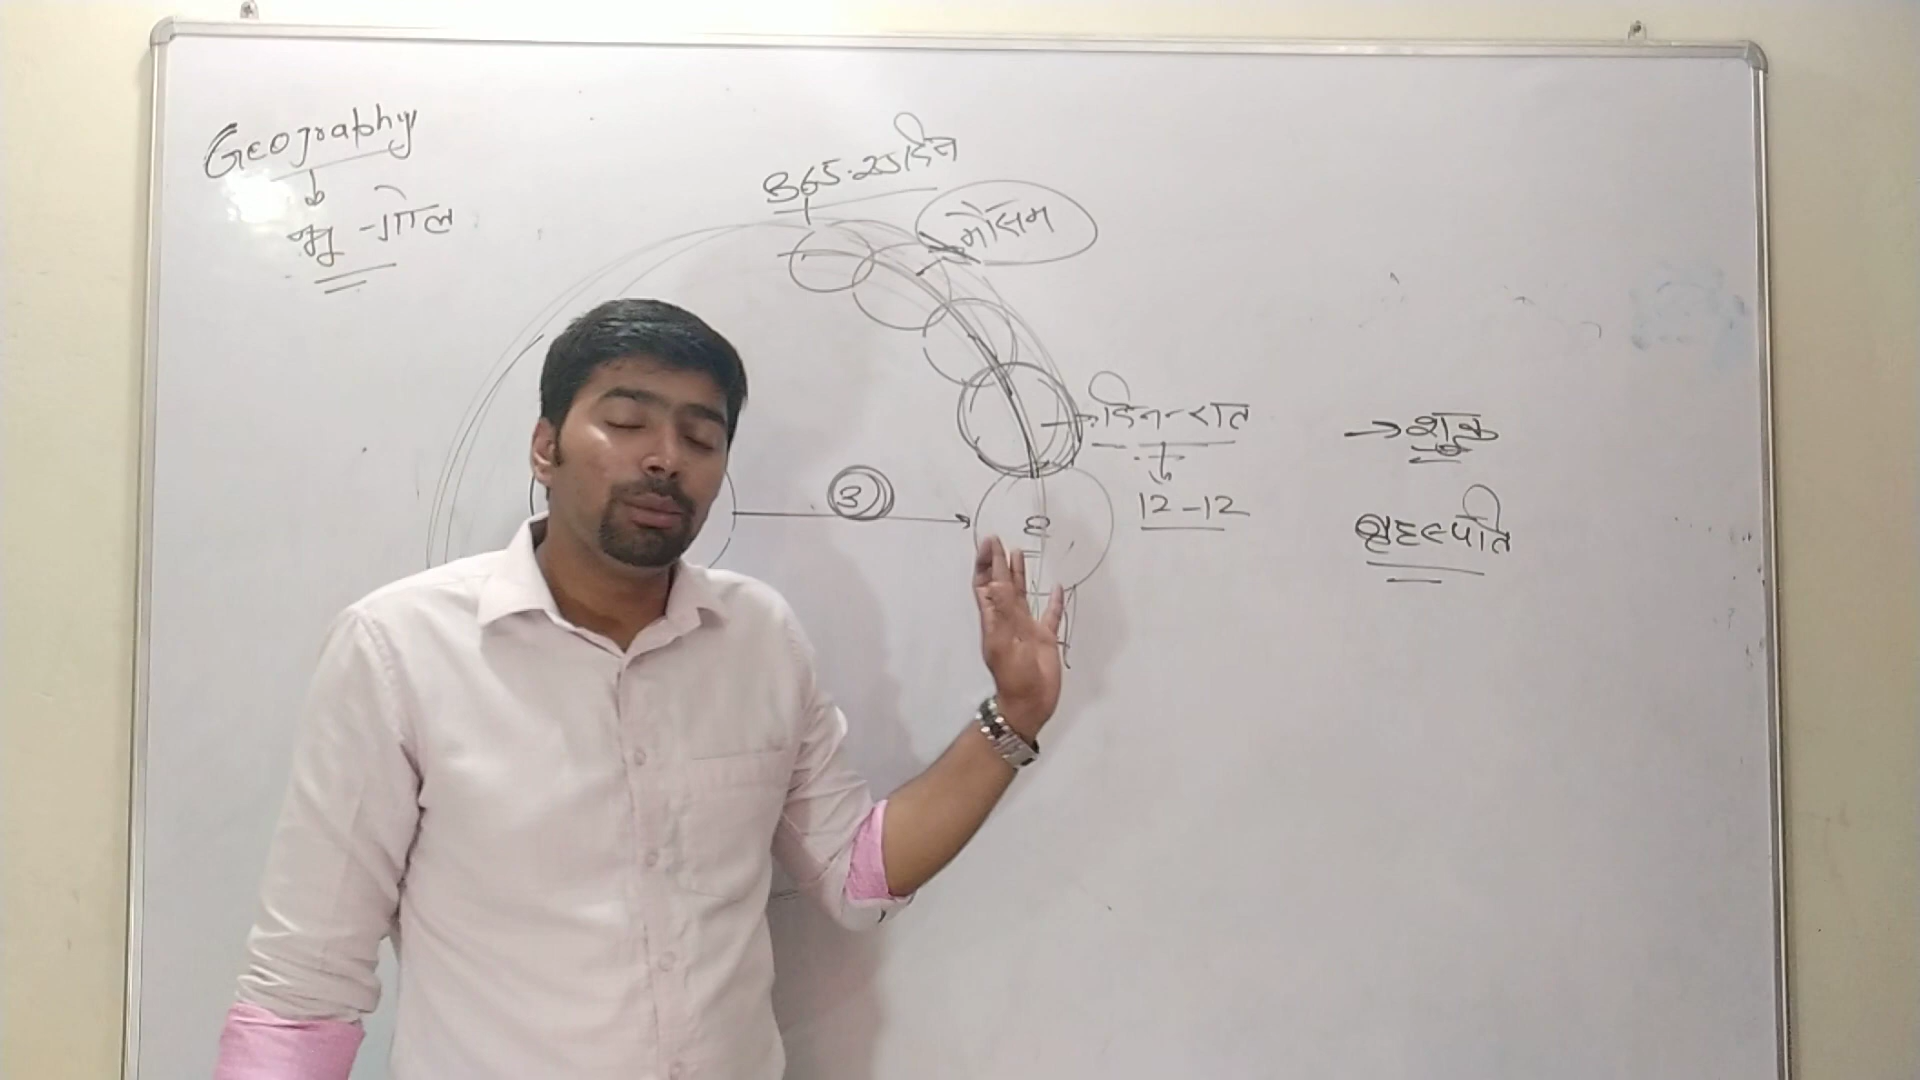 Geography
भू-गोल
365.25 दिन
मौसम
दिन-रात
12-12
3
E
→ शुक्र
बृहस्पति